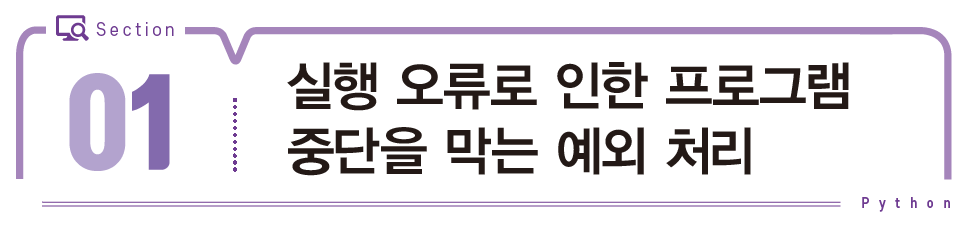 Section
01
실행 오류로 인한 프로그램
중단을 막는 예외 처리
Python